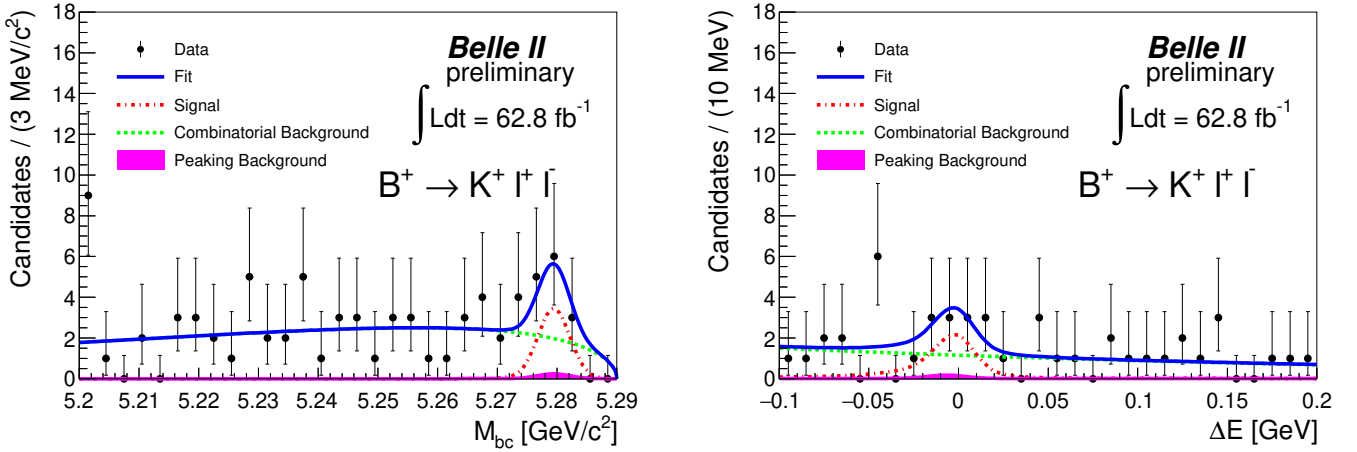 Candidates / (3 MeV/c²)
18
16
14
12
10
8
6
4
2
0
Data
Fit
Signal
Combinatorial Background
Peaking Background
Belle II
preliminary
∫ Ldt = 62.8 fb⁻¹
B⁺ → K⁺ l⁺ l⁻
5.2 5.21 5.22 5.23 5.24 5.25 5.26 5.27 5.28 5.29
M_bc [GeV/c²]
Candidates / (10 MeV)
18
16
14
12
10
8
6
4
2
0
Data
Fit
Signal
Combinatorial Background
Peaking Background
Belle II
preliminary
∫ Ldt = 62.8 fb⁻¹
B⁺ → K⁺ l⁺ l⁻
−0.1 −0.05 0 0.05 0.1 0.15 0.2
ΔE [GeV]